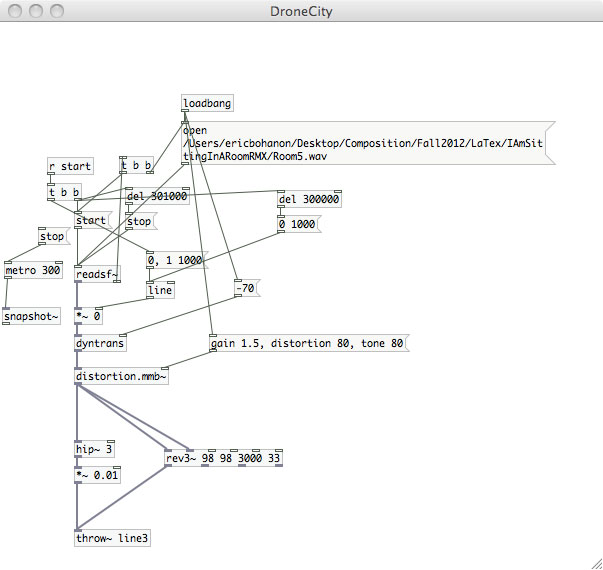 DroneCity
loadbang
open
/Users/ericbohanon/Desktop/Composition/Fall2012/LaTex/IAmSit
tingInARoomRMX/Room5.wav
r start
t b b
t b b
del 301000
del 300000
start
stop
0 1000
stop
0, 1 1000
metro 300
readsf~
line
-70
snapshot~
*~ 0
dyntrans
gain 1.5, distortion 80, tone 80
distortion.mmb~
hip~ 3
rev3~ 98 98 3000 33
*~ 0.01
throw~ line3